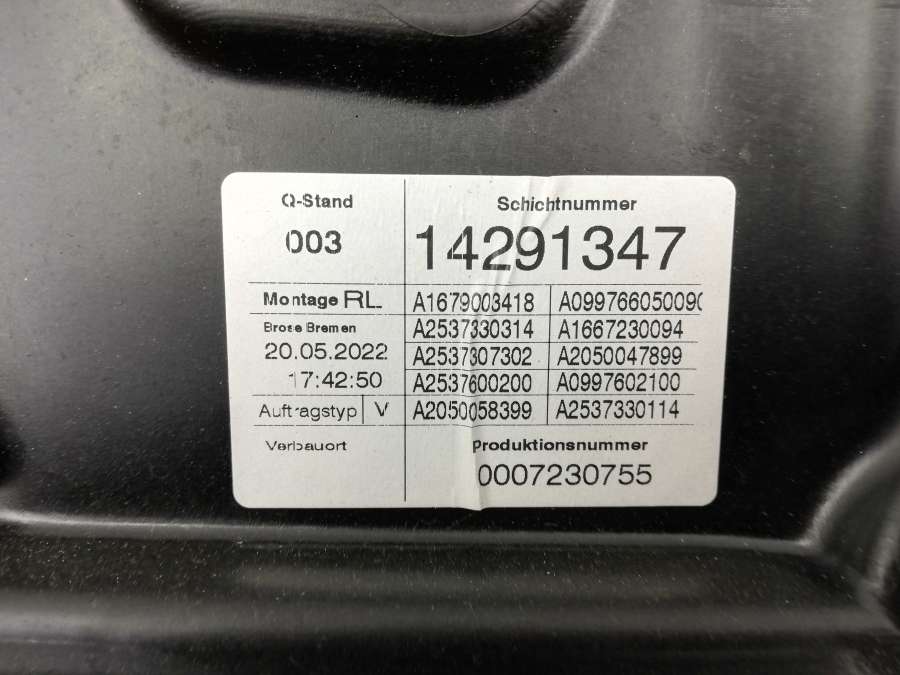 Q-Stand
003
Schichtnummer
14291347
Montage RL
Brose Bremen
20.05.2022
17:42:50
Auftragstyp V
A1679003418 A099766050090
A2537330314 A1667230094
A2537307302 A2050047899
A2537600200 A0997602100
A2050058399 A2537330114
Verbauort
Produktionsnummer
0007230755